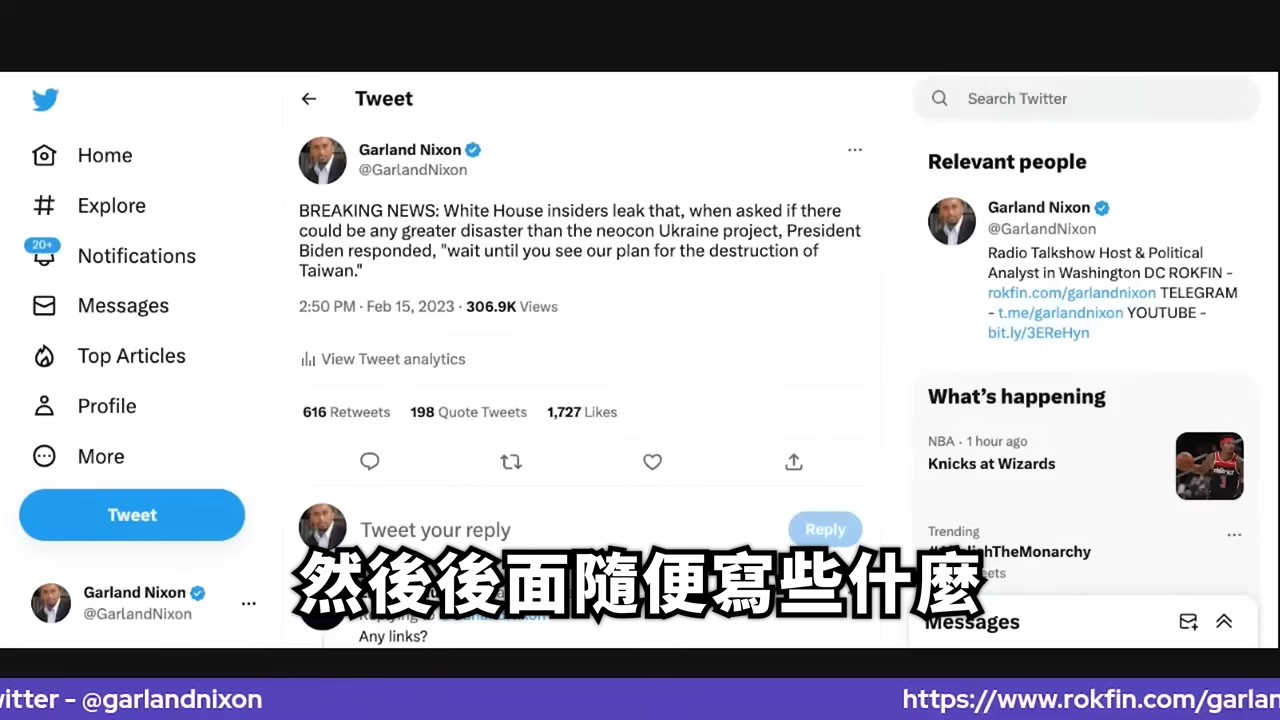 Tweet
Search Twitter
Home
Explore
20+
Notifications
Messages
Top Articles
Profile
More
Tweet
Garland Nixon
@GarlandNixon
Garland Nixon
@GarlandNixon
BREAKING NEWS: White House insiders leak that, when asked if there
could be any greater disaster than the neocon Ukraine project, President
Biden responded, "wait until you see our plan for the destruction of
Taiwan."
2:50 PM · Feb 15, 2023 · 306.9K Views
View Tweet analytics
616 Retweets 198 Quote Tweets 1,727 Likes
Tweet your reply
Reply
Any links?
Relevant people
Garland Nixon
@GarlandNixon
Radio Talkshow Host & Political
Analyst in Washington DC ROKFIN -
rokfin.com/garlandnixon TELEGRAM
- t.me/garlandnixon YOUTUBE -
bit.ly/3EReHyn
What's happening
NBA · 1 hour ago
Knicks at Wizards
Trending
Messages
然後後面隨便寫些什麼
witter - @garlandnixon
https://www.rokfin.com/garlan